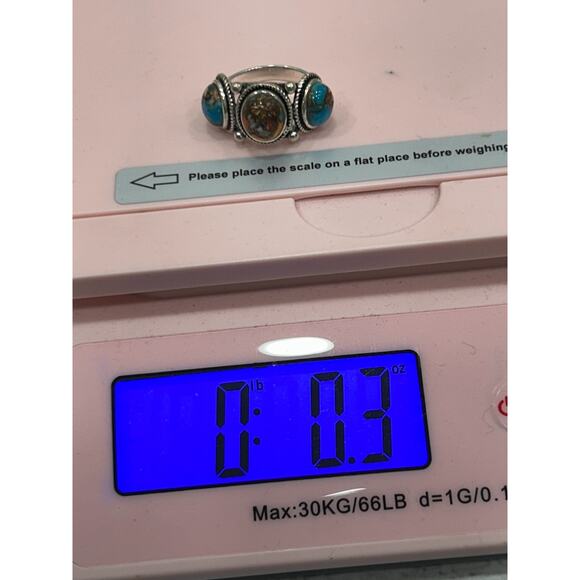 Please place the scale on a flat place before weighing
lb oz
0: 0.3
Max:30KG/66LB d=1G/0.1